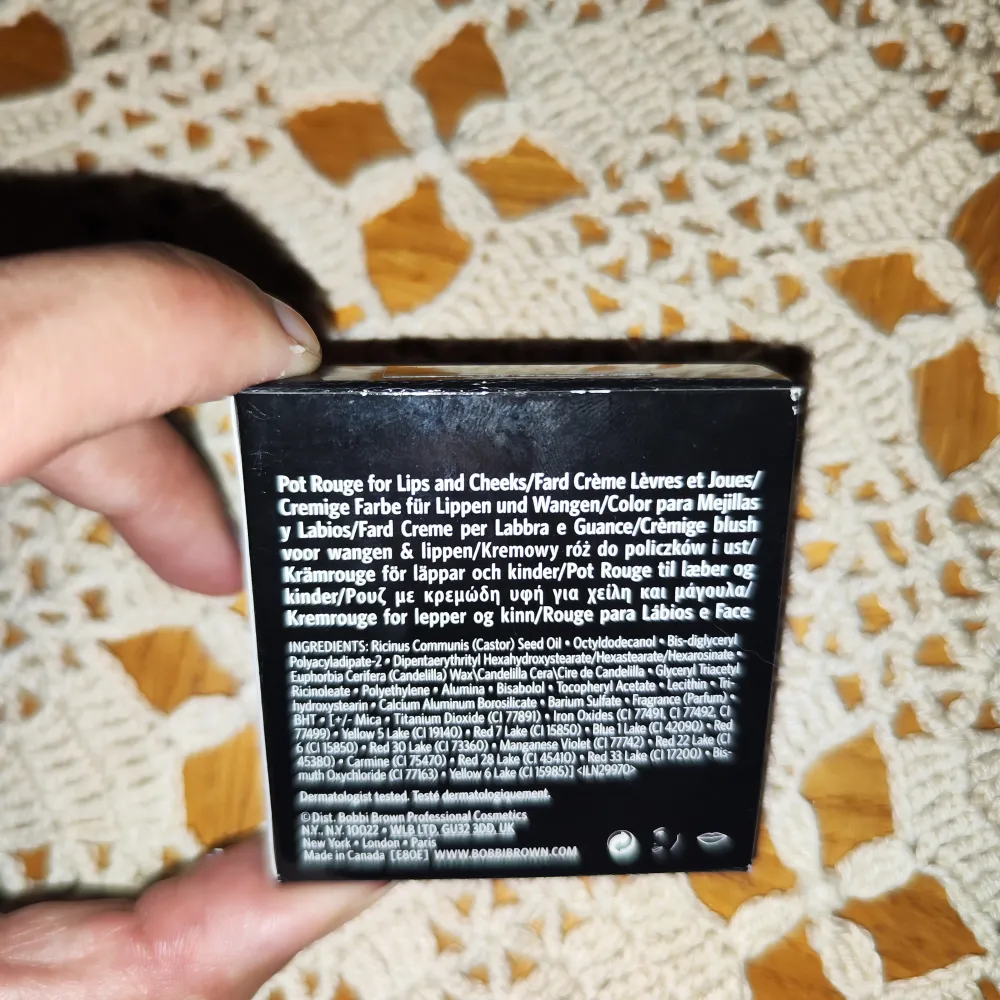 Pot Rouge for Lips and Cheeks/Fard Crème Lèvres et Joues/
Cremige Farbe für Lippen und Wangen/Color para Mejillas
y Labios/Fard Creme per Labbra e Guance/Crèmige blush
voor wangen & lippen/Kremowy róż do policzków i ust/
Krämrouge för läppar och kinder/Pot Rouge til læber og
kinder/Ρουζ με κρεμώδη υφή για χείλη και μάγουλα/
Kremrouge for lepper og kinn/Rouge para Lábios e Face
INGREDIENTS: Ricinus Communis (Castor) Seed Oil • Octyldodecanol • Bis-diglyceryl
Polyacyladipate-2 • Dipentaerythrityl Hexahydroxystearate/Hexastearate/Hexarosinate •
Euphorbia Cerifera (Candelilla) Wax\Candelilla Cera\Cire de Candelilla • Glyceryl Triacetyl
Ricinoleate • Polyethylene • Alumina • Bisabolol • Tocopheryl Acetate • Lecithin • Tri-
hydroxystearin • Calcium Aluminum Borosilicate • Barium Sulfate • Fragrance (Parfum) •
BHT • [+/- Mica • Titanium Dioxide (CI 77891) • Iron Oxides (CI 77491, CI 77492, CI
77499) • Yellow 5 Lake (CI 19140) • Red 7 Lake (CI 15850) • Blue 1 Lake (CI 42090) • Red
6 (CI 15850) • Red 30 Lake (CI 73360) • Manganese Violet (CI 77742) • Red 22 Lake (CI
45380) • Carmine (CI 75470) • Red 28 Lake (CI 45410) • Red 33 Lake (CI 17200) • Bis-
muth Oxychloride (CI 77163) • Yellow 6 Lake (CI 15985)] <ILN29970>
Dermatologist tested. Testé dermatologiquement.
©Dist. Bobbi Brown Professional Cosmetics
N.Y., N.Y. 10022 • WLB LTD, GU32 3DD, UK
New York • London • Paris
Made in Canada [E80E] WWW.BOBBIBROWN.COM